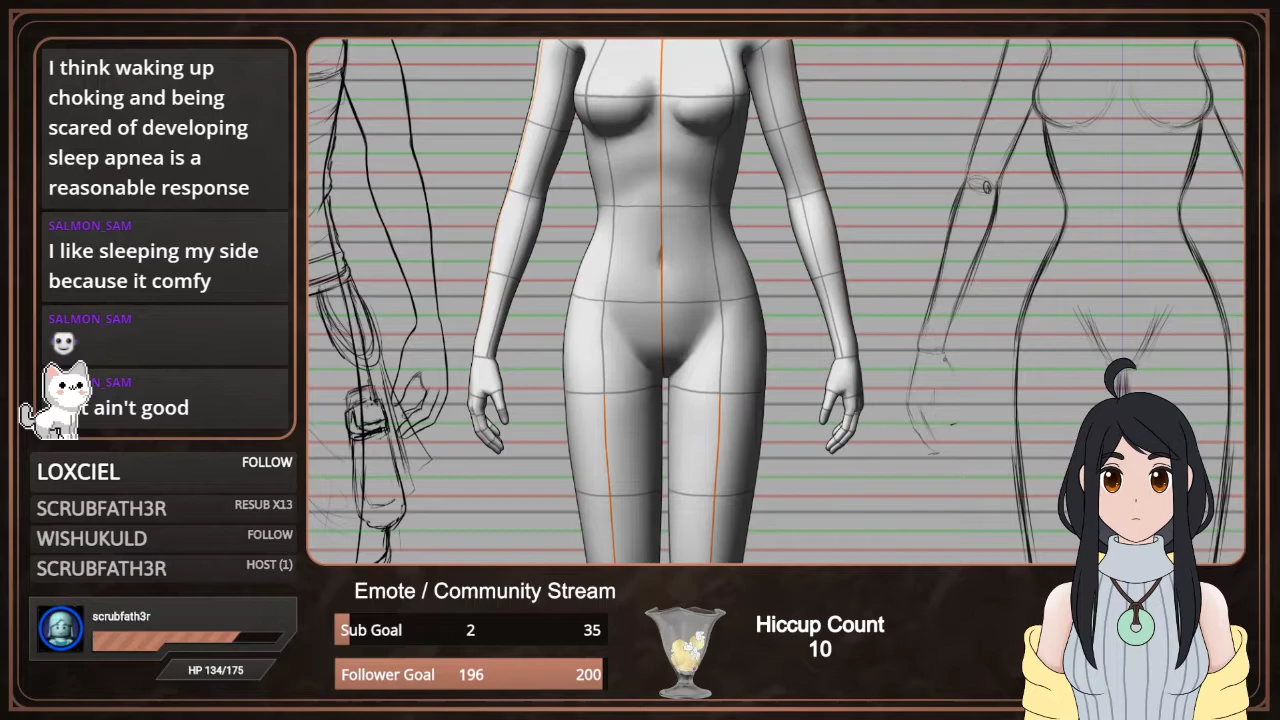 I think waking up
choking and being
scared of developing
sleep apnea is a
reasonable response
SALMON_SAM
I like sleeping my side
because it comfy
SALMON_SAM
N_SAM
t ain't good
LOXCIEL FOLLOW
SCRUBFATH3R RESUB X13
WISHUKULD FOLLOW
SCRUBFATH3R HOST (1)
scrubfath3r
HP 134/175
Emote / Community Stream
Sub Goal 2 35
Follower Goal 196 200
Hiccup Count
10